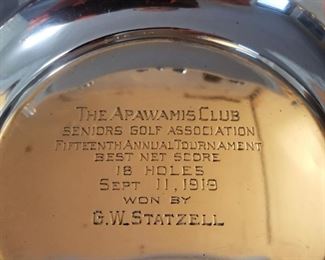 THE APAWAMIS CLUB
SENIORS GOLF ASSOCIATION
FIFTEENTH ANNUAL TOURNAMENT
BEST NET SCORE
18 HOLES
SEPT 11, 1919
WON BY
G.W. STATZELL